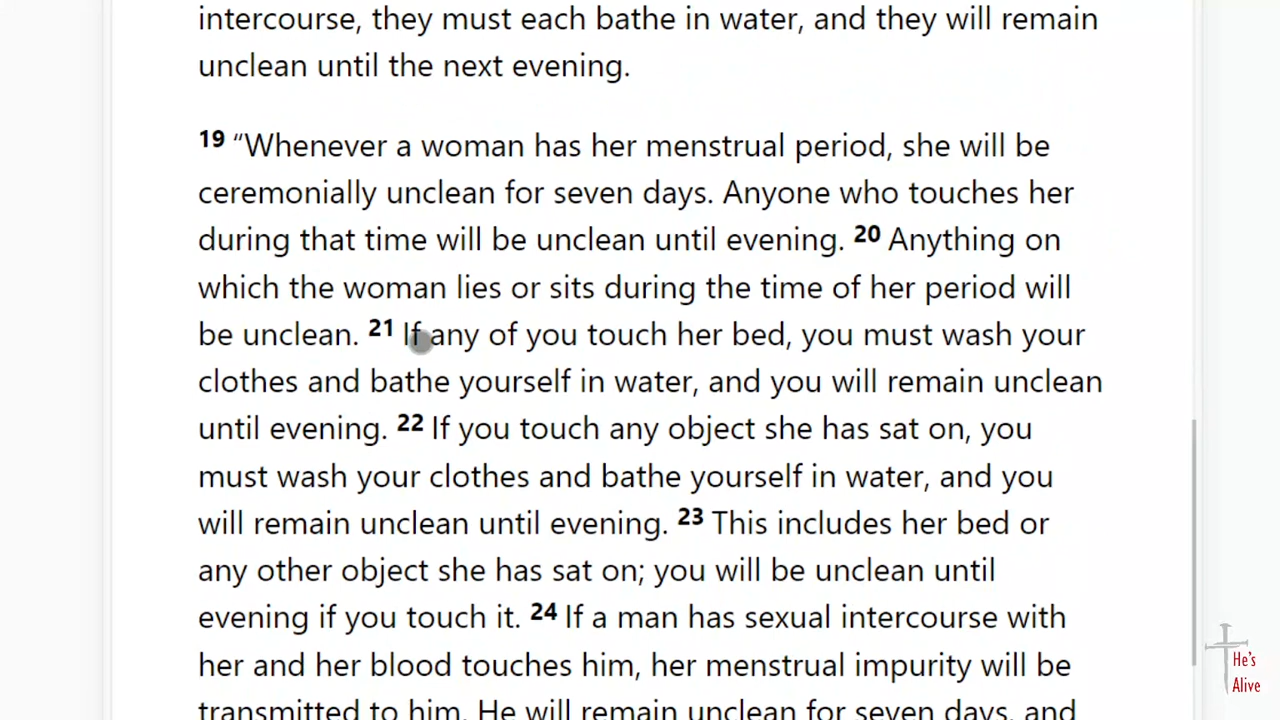 intercourse, they must each bathe in water, and they will remain
unclean until the next evening.
19 “Whenever a woman has her menstrual period, she will be
ceremonially unclean for seven days. Anyone who touches her
during that time will be unclean until evening. 20 Anything on
which the woman lies or sits during the time of her period will
be unclean. 21 If any of you touch her bed, you must wash your
clothes and bathe yourself in water, and you will remain unclean
until evening. 22 If you touch any object she has sat on, you
must wash your clothes and bathe yourself in water, and you
will remain unclean until evening. 23 This includes her bed or
any other object she has sat on; you will be unclean until
evening if you touch it. 24 If a man has sexual intercourse with
her and her blood touches him, her menstrual impurity will be
transmitted to him. He will remain unclean for seven days, and
He’s
Alive